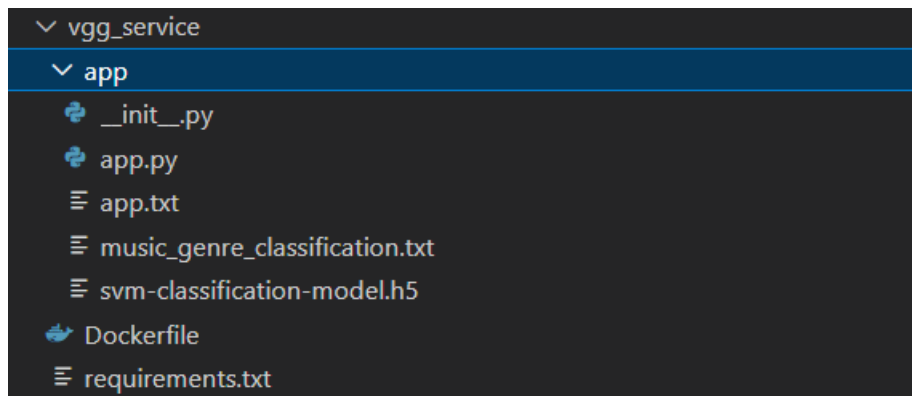 vgg_service
app
__init__.py
app.py
app.txt
music_genre_classification.txt
svm-classification-model.h5
Dockerfile
requirements.txt